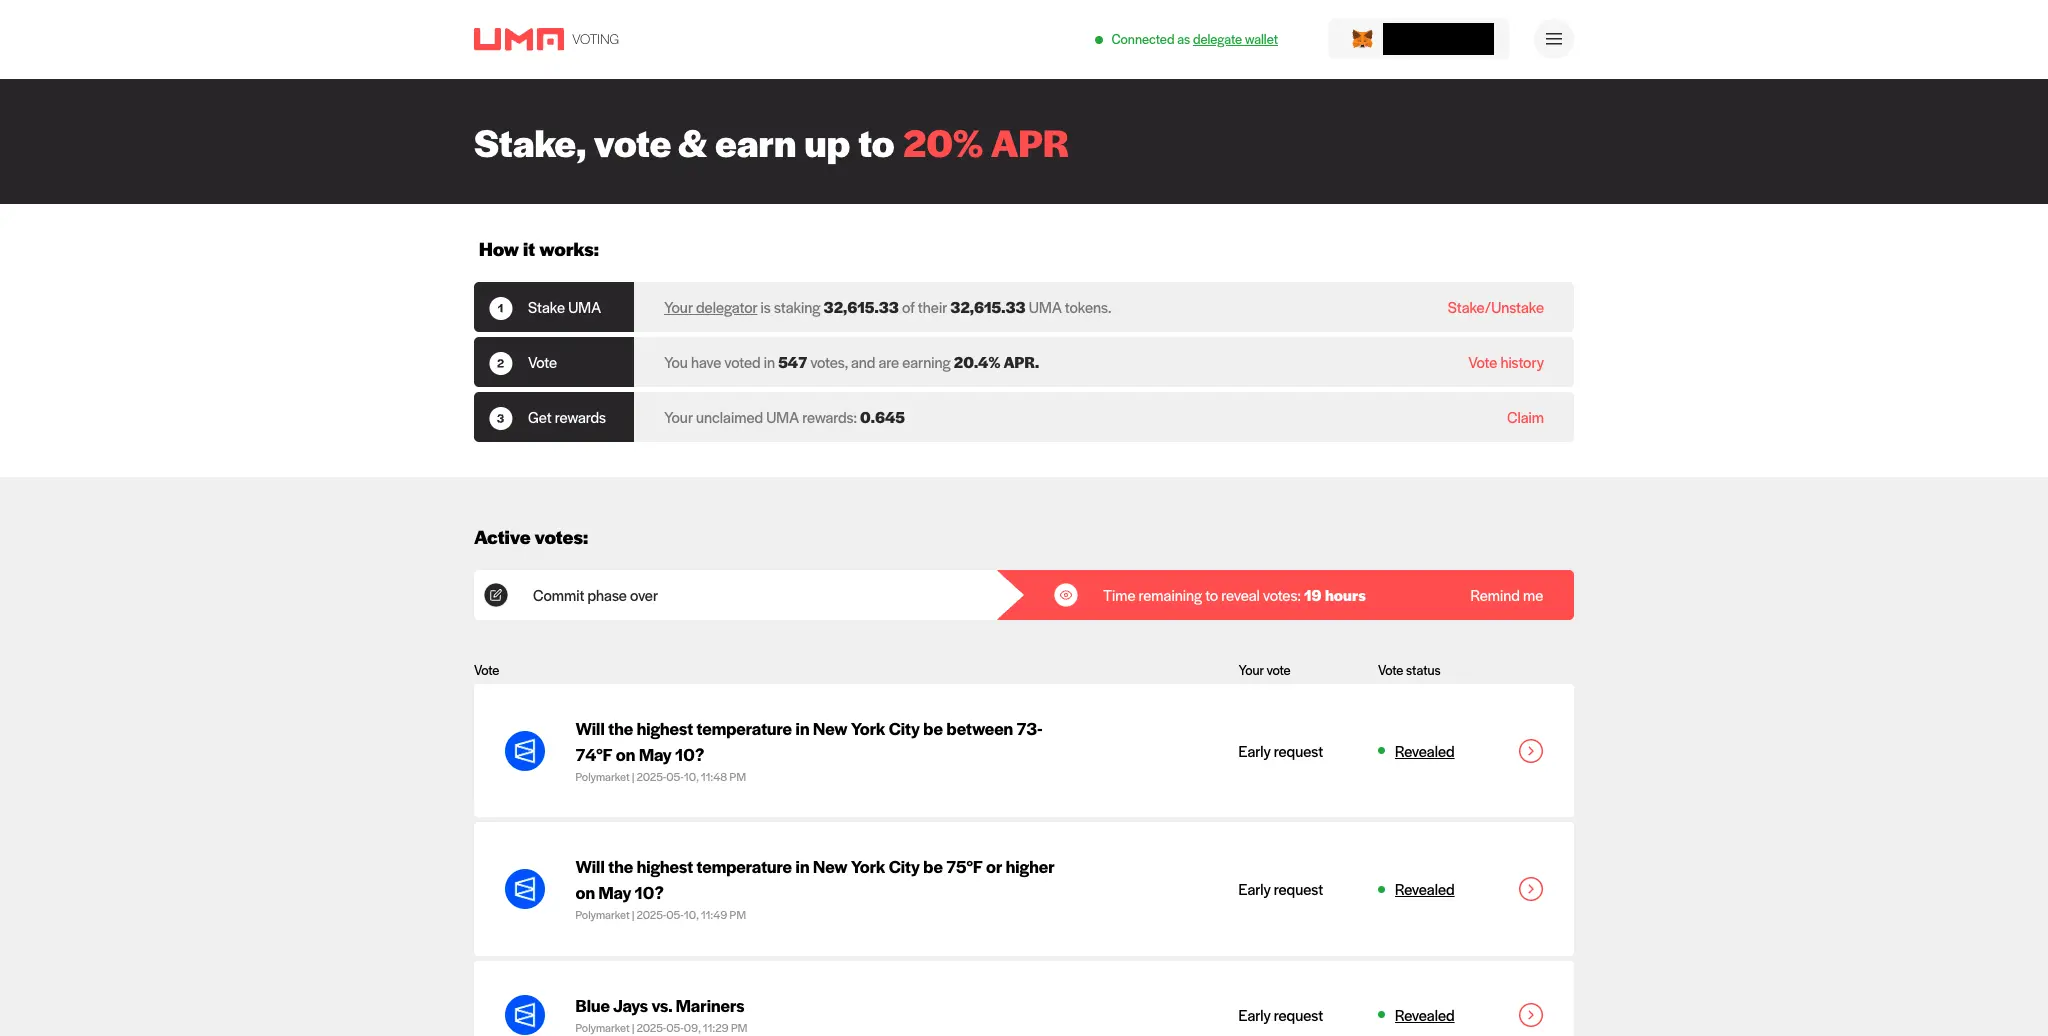 UMA VOTING
Connected as delegate wallet
Stake, vote & earn up to 20% APR
How it works:
1 Stake UMA Your delegator is staking 32,615.33 of their 32,615.33 UMA tokens. Stake/Unstake
2 Vote You have voted in 547 votes, and are earning 20.4% APR. Vote history
3 Get rewards Your unclaimed UMA rewards: 0.645 Claim
Active votes:
Commit phase over Time remaining to reveal votes: 19 hours Remind me
Vote Your vote Vote status
Will the highest temperature in New York City be between 73-
74°F on May 10?
Polymarket | 2025-05-10, 11:48 PM
Early request Revealed
Will the highest temperature in New York City be 75°F or higher
on May 10?
Polymarket | 2025-05-10, 11:49 PM
Early request Revealed
Blue Jays vs. Mariners
Polymarket | 2025-05-09, 11:29 PM
Early request Revealed